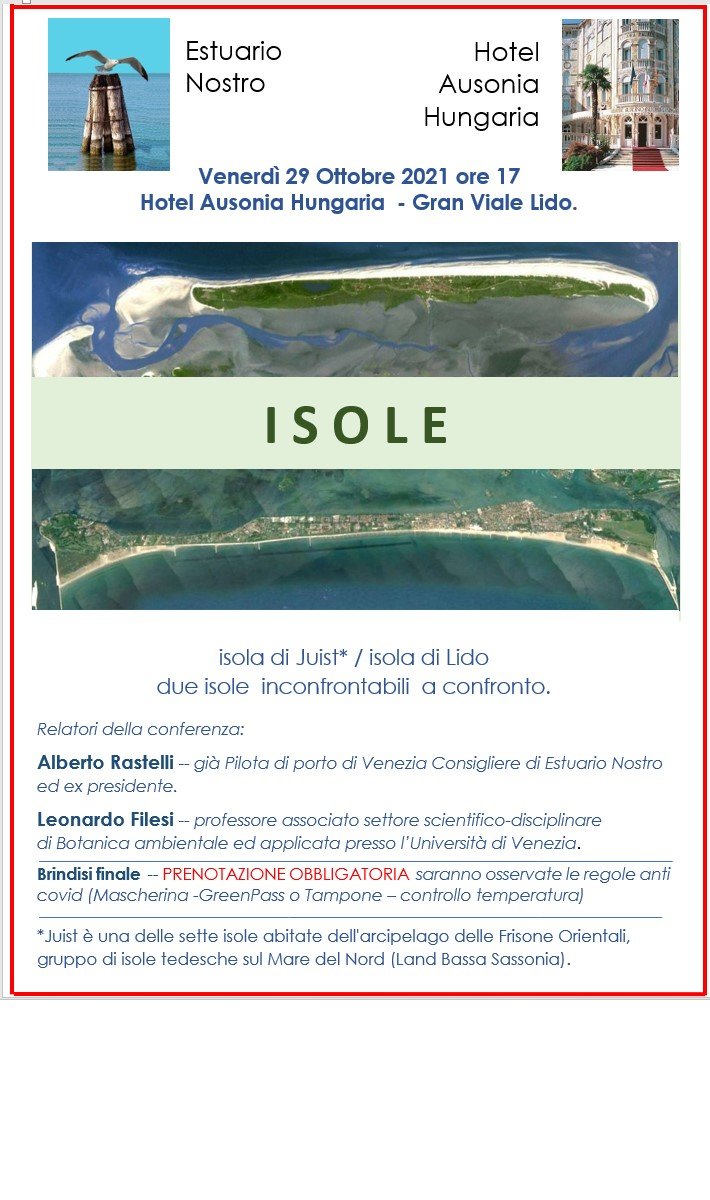 Estuario
Nostro
Hotel
Ausonia
Hungaria
Venerdì 29 Ottobre 2021 ore 17
Hotel Ausonia Hungaria - Gran Viale Lido.
ISOLE
isola di Juist* / isola di Lido
due isole inconfrontabili a confronto.
Relatori della conferenza:
Alberto Rastelli -- già Pilota di porto di Venezia Consigliere di Estuario Nostro
ed ex presidente.
Leonardo Filesi -- professore associato settore scientifico-disciplinare
di Botanica ambientale ed applicata presso l'Università di Venezia.
Brindisi finale -- PRENOTAZIONE OBBLIGATORIA saranno osservate le regole anti
covid (Mascherina -GreenPass o Tampone – controllo temperatura)
*Juist è una delle sette isole abitate dell'arcipelago delle Frisone Orientali,
gruppo di isole tedesche sul Mare del Nord (Land Bassa Sassonia).